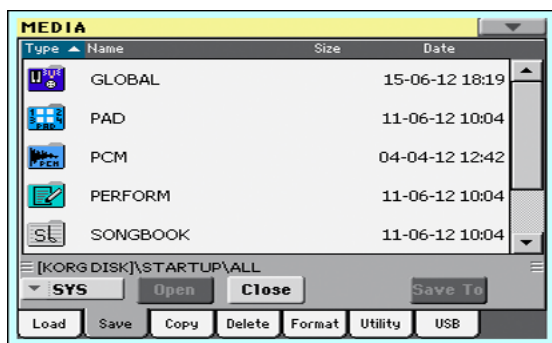 MEDIA
Type Name Size Date
GLOBAL 15-06-12 18:19
PAD 11-06-12 10:04
PCM 04-04-12 12:42
PERFORM 11-06-12 10:04
SONGBOOK 11-06-12 10:04
[KORG DISK]\STARTUP\ALL
SYS Open Close Save To
Load Save Copy Delete Format Utility USB